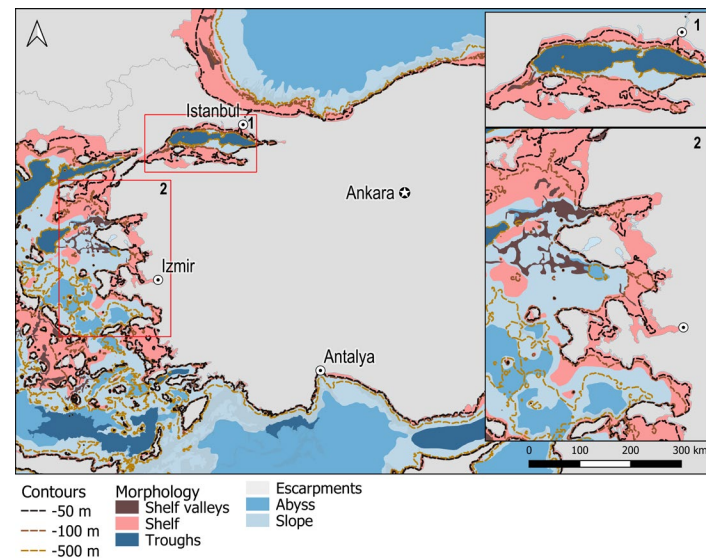 1
Istanbul
1
Ankara
2
2
Izmir
Antalya
0 100 200 300 km
Contours
-50 m
-100 m
-500 m
Morphology
Shelf valleys
Shelf
Troughs
Escarpments
Abyss
Slope